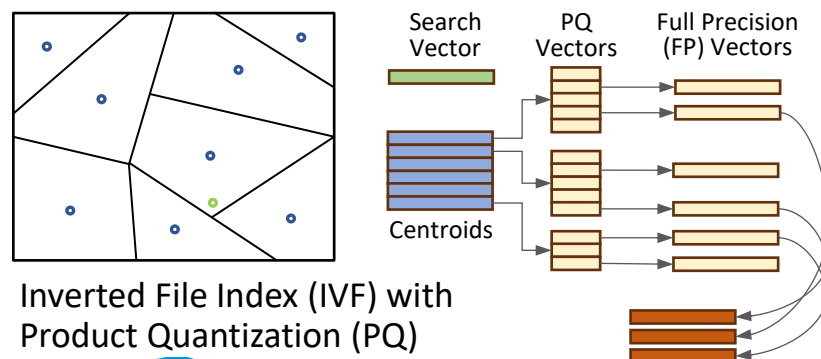 Search
Vector
PQ
Vectors
Full Precision
(FP) Vectors
Centroids
Inverted File Index (IVF) with
Product Quantization (PQ)